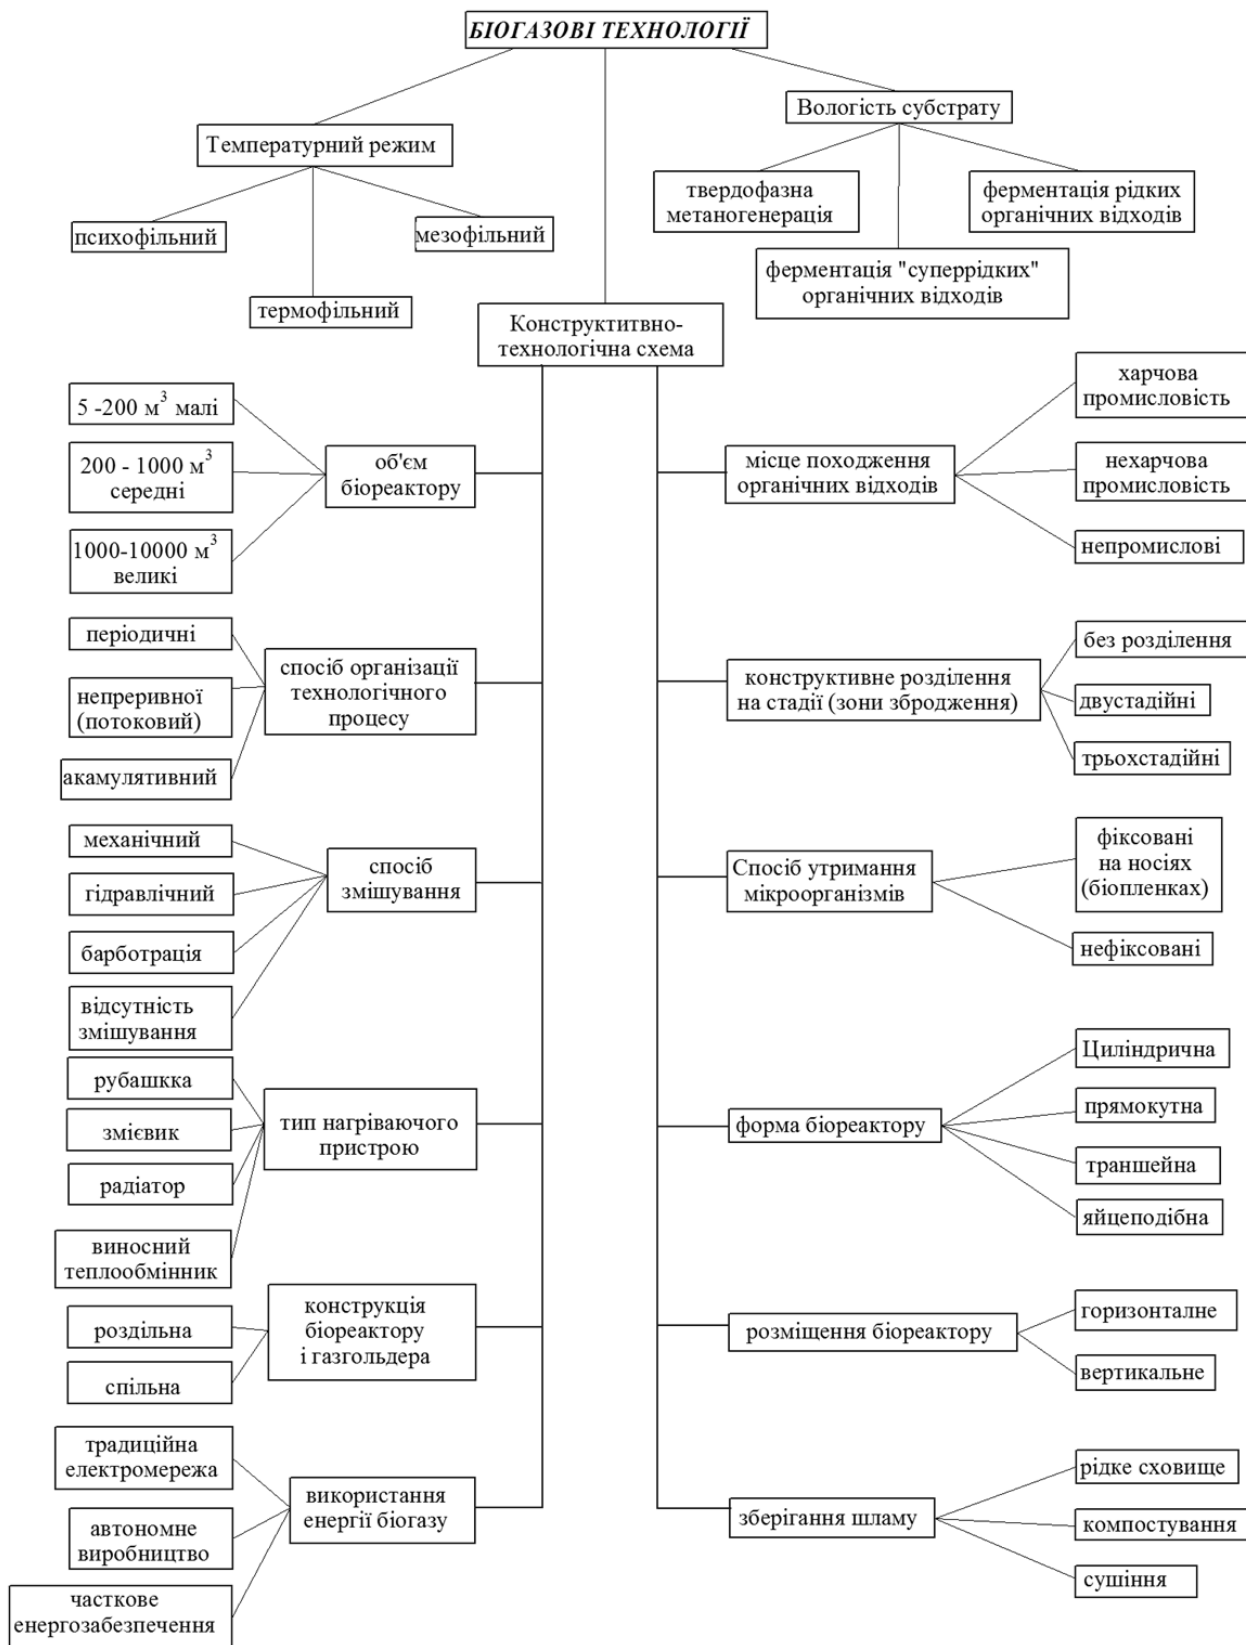 БІОГАЗОВІ ТЕХНОЛОГІЇ
Температурний режим
психофільний
термофільний
мезофільний
Вологість субстрату
твердофазна
метаногенерація
ферментація "суперрідких"
органічних відходів
ферментація рідких
органічних відходів
Конструктитвно-
технологічна схема
об'єм
біореактору
5 -200 м³ малі
200 - 1000 м³
середні
1000-10000 м³
великі
спосіб організації
технологічного
процесу
періодичні
непреривної
(потоковий)
акамулятивний
спосіб
змішування
механічний
гідравлічний
барботрація
відсутність
змішування
тип нагріваючого
пристрою
рубашкка
змієвик
радіатор
виносний
теплообмінник
конструкція
біореактору
і газгольдера
роздільна
спільна
використання
енергії біогазу
традиційна
електромережа
автономне
виробництво
часткове
енергозабезпечення
місце походження
органічних відходів
харчова
промисловість
нехарчова
промисловість
непромислові
конструктивне розділення
на стадії (зони збродження)
без розділення
двустадійні
трьохстадійні
Спосіб утримання
мікроорганізмів
фіксовані
на носіях
(біопленках)
нефіксовані
форма біореактору
Циліндрична
прямокутна
траншейна
яйцеподібна
розміщення біореактору
горизонталне
вертикальне
зберігання шламу
рідке сховище
компостування
сушіння